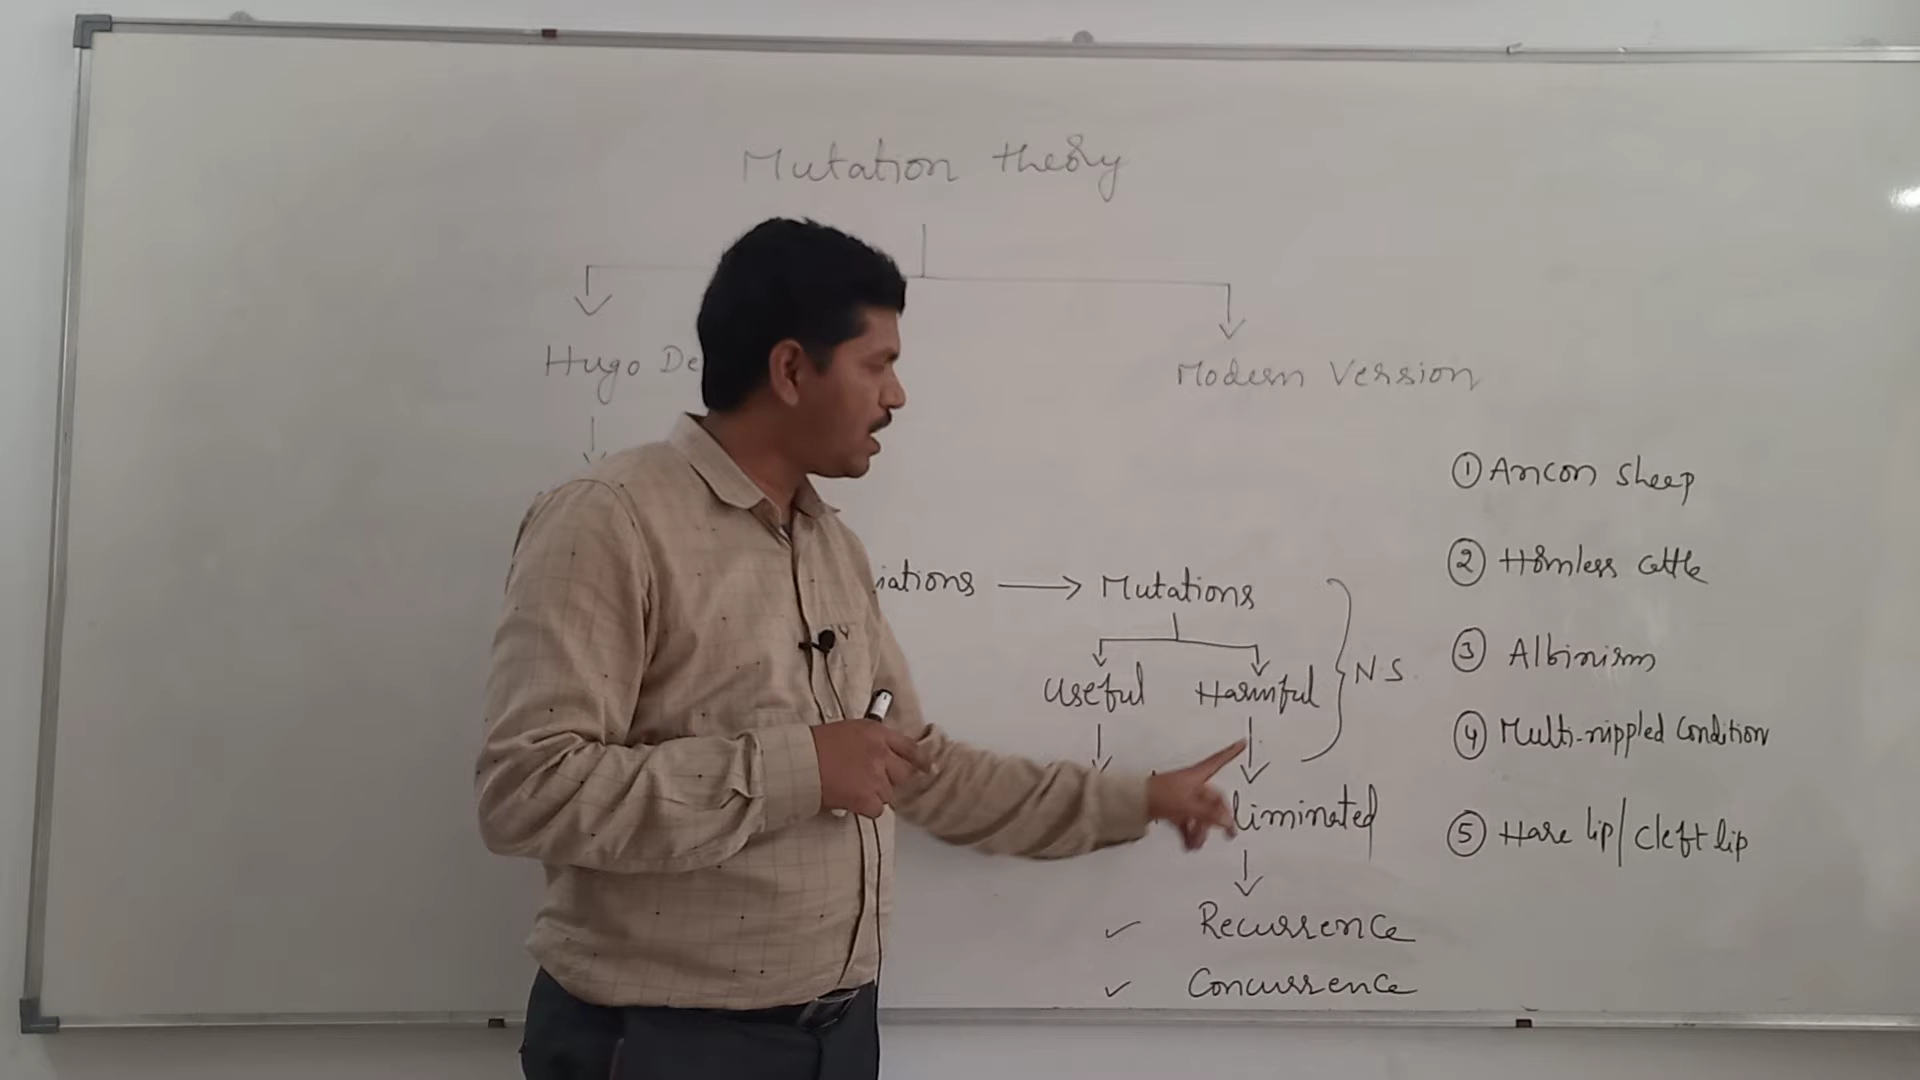 Mutation theory
Hugo De
Modern Version
① Ancon sheep
② Hornless cattle
iations → Mutations
③ Albinism
Useful Harmful
N.S.
④ Multi-nippled Condition
liminated
⑤ Hare lip/Cleft lip
✓ Recurrence
✓ Concurrence